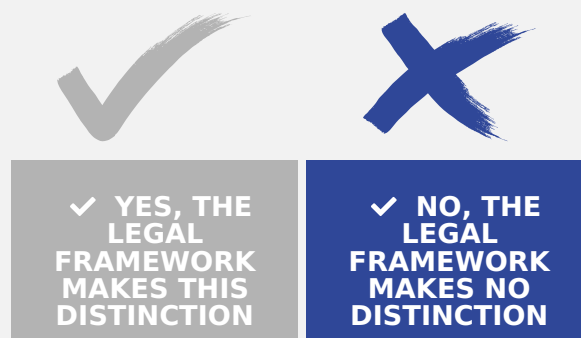 ✓ YES, THE
LEGAL
FRAMEWORK
MAKES THIS
DISTINCTION
✓ NO, THE
LEGAL
FRAMEWORK
MAKES NO
DISTINCTION